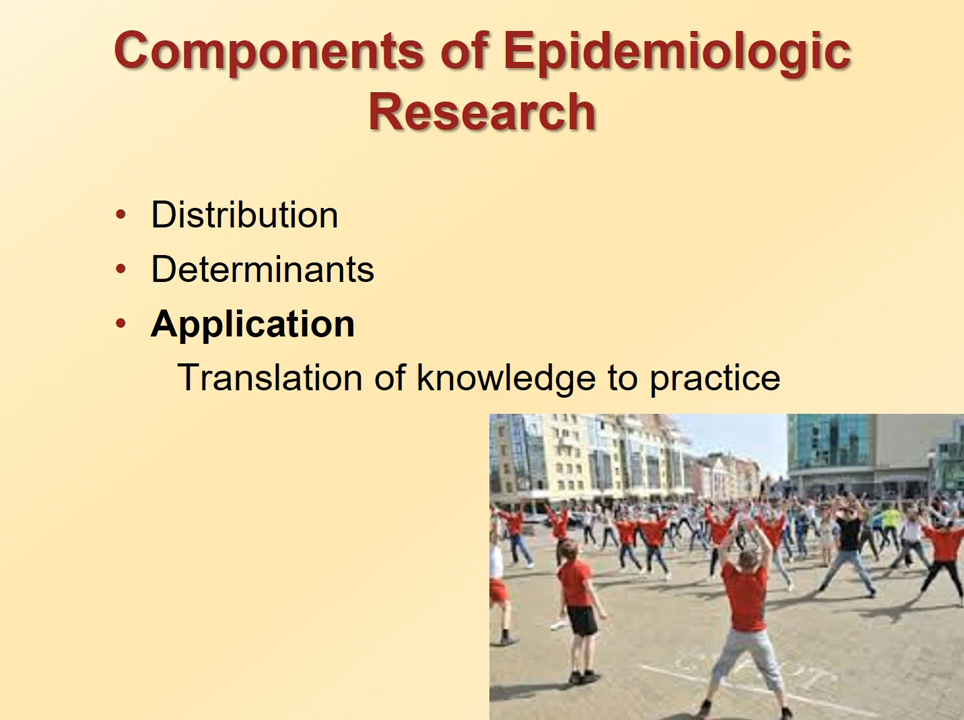 Components of Epidemiologic
Research
• Distribution
• Determinants
• Application
Translation of knowledge to practice